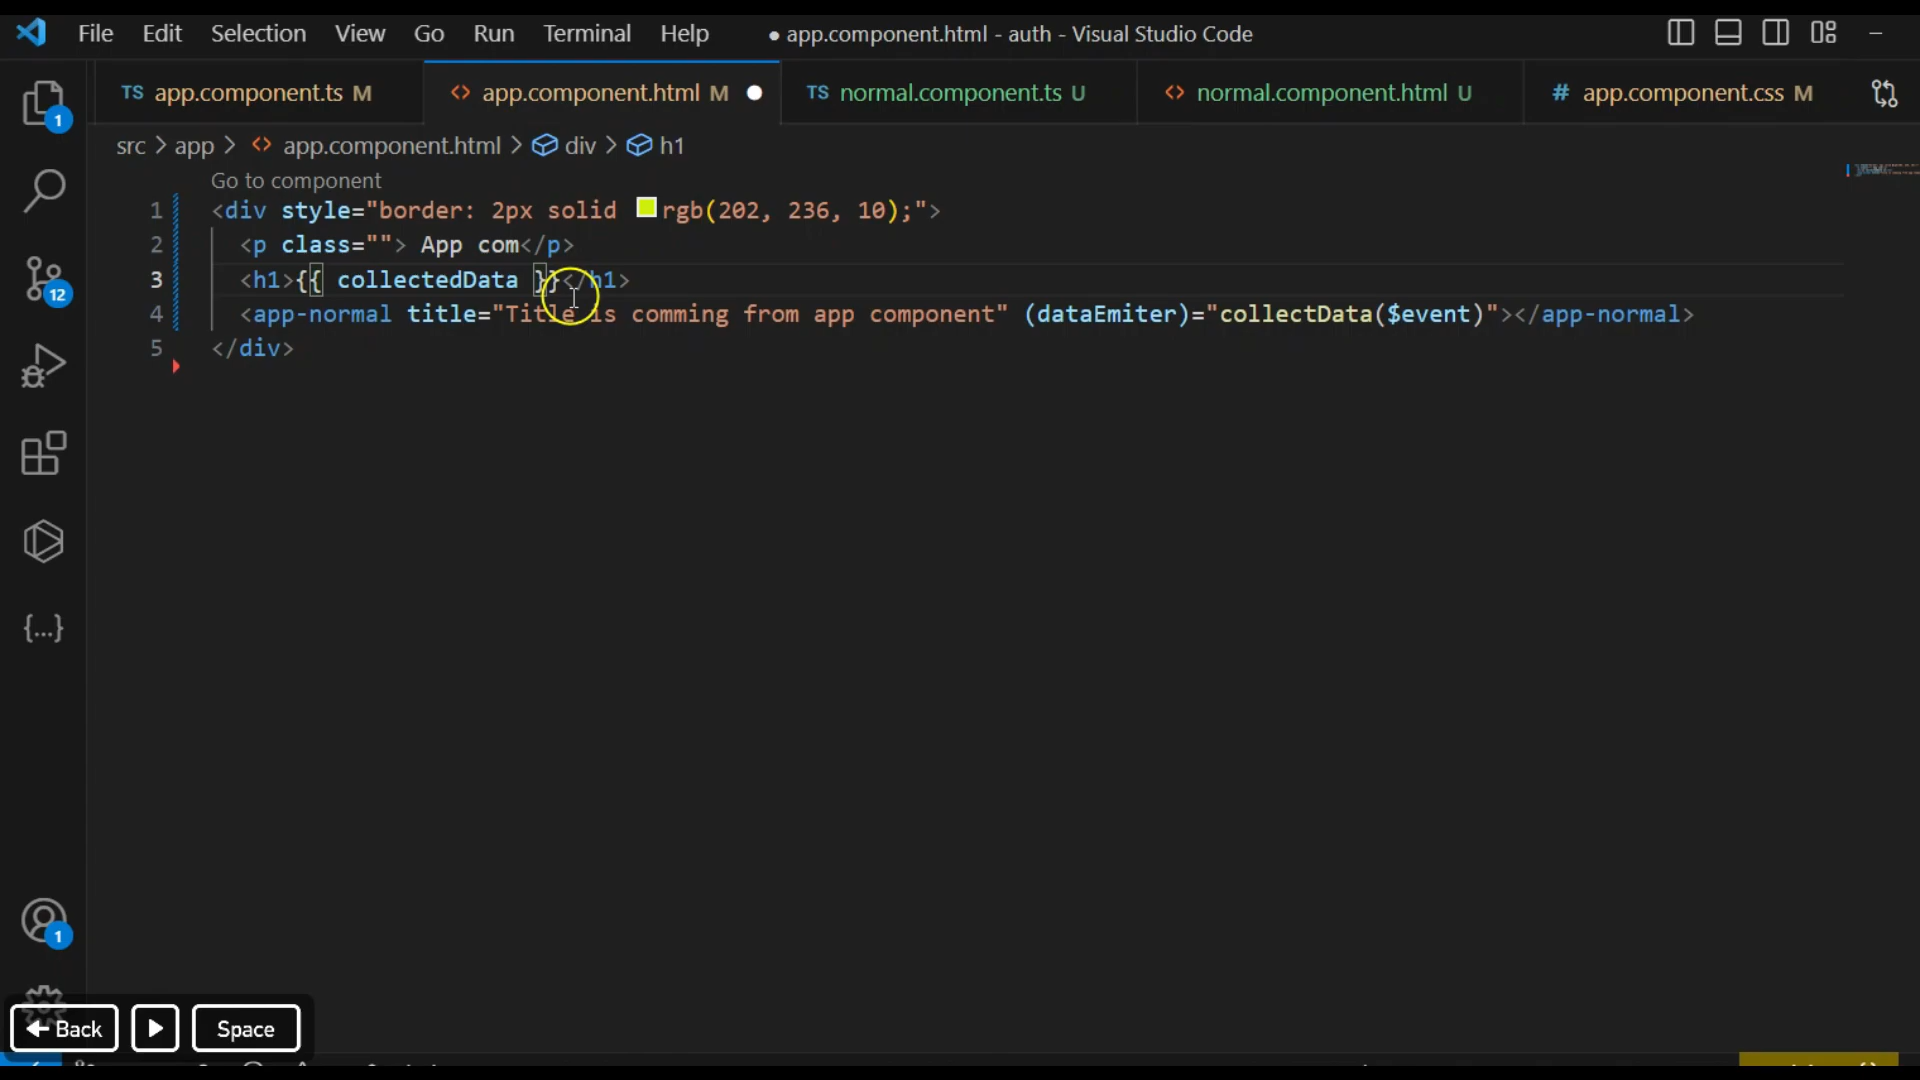 File Edit Selection View Go Run Terminal Help ● app.component.html - auth - Visual Studio Code
TS app.component.ts M <> app.component.html M ● TS normal.component.ts U <> normal.component.html U # app.component.css M
1
src > app > <> app.component.html > div > h1
Go to component
1 <div style="border: 2px solid rgb(202, 236, 10);">
2 <p class=""> App com</p>
3 <h1>{{ collectedData }}</h1>
4 <app-normal title="Title is comming from app component" (dataEmiter)="collectData($event)"></app-normal>
5 </div>
12
{...}
1
← Back
Space